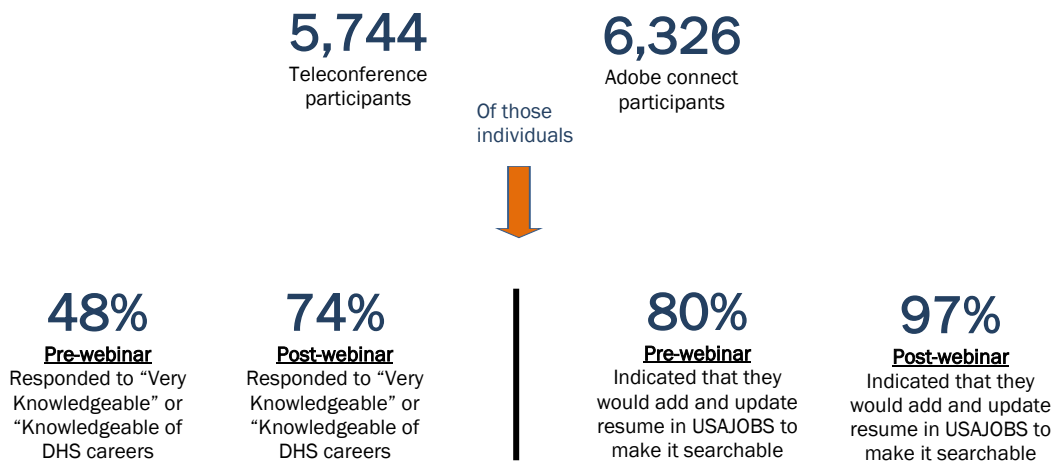 5,744
Teleconference
participants
6,326
Adobe connect
participants
Of those
individuals
48%
Pre-webinar
Responded to “Very
Knowledgeable” or
“Knowledgeable of
DHS careers
74%
Post-webinar
Responded to “Very
Knowledgeable” or
“Knowledgeable of
DHS careers
80%
Pre-webinar
Indicated that they
would add and update
resume in USAJOBS to
make it searchable
97%
Post-webinar
Indicated that they
would add and update
resume in USAJOBS to
make it searchable